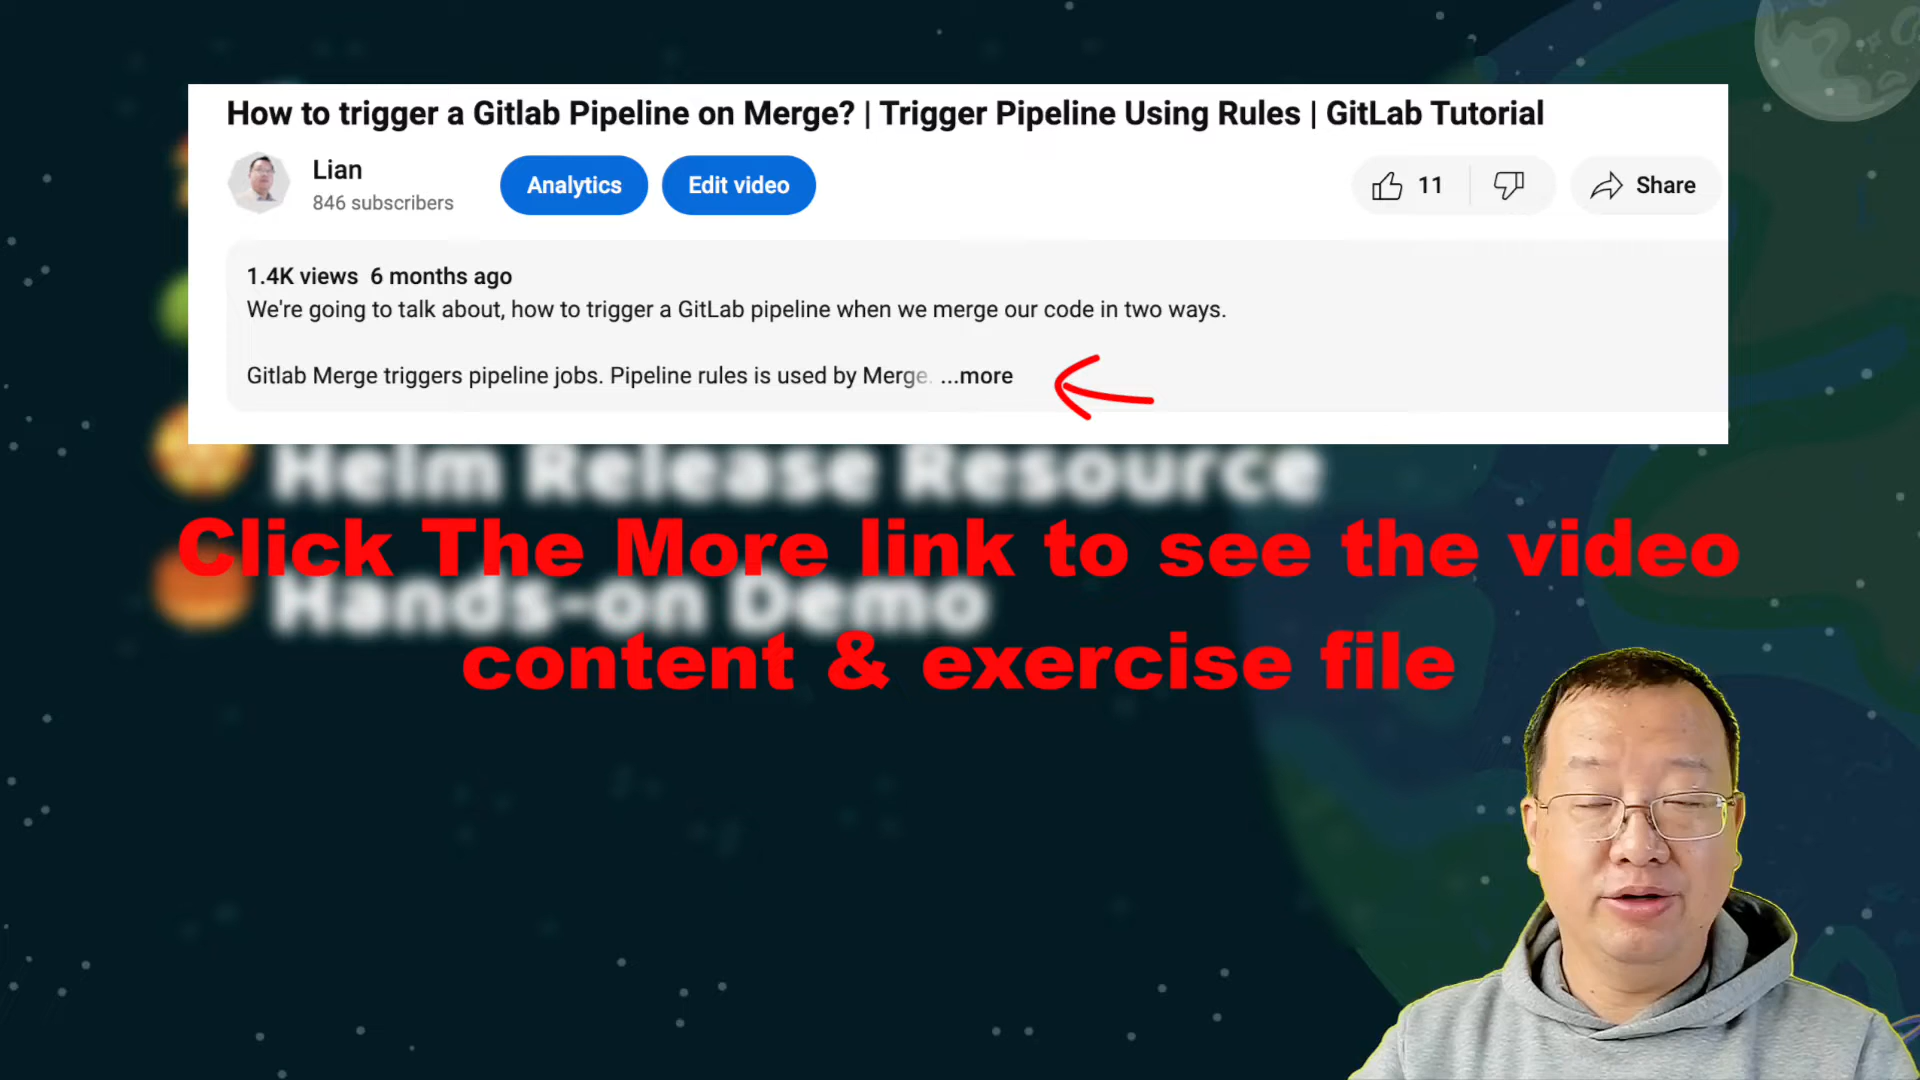 How to trigger a Gitlab Pipeline on Merge? | Trigger Pipeline Using Rules | GitLab Tutorial
Lian
846 subscribers
Analytics
Edit video
11
Share
1.4K views 6 months ago
We're going to talk about, how to trigger a GitLab pipeline when we merge our code in two ways.
Gitlab Merge triggers pipeline jobs. Pipeline rules is used by Merge. ...more
Helm Release Resource
Click The More link to see the video
Hands-on Demo
content & exercise file